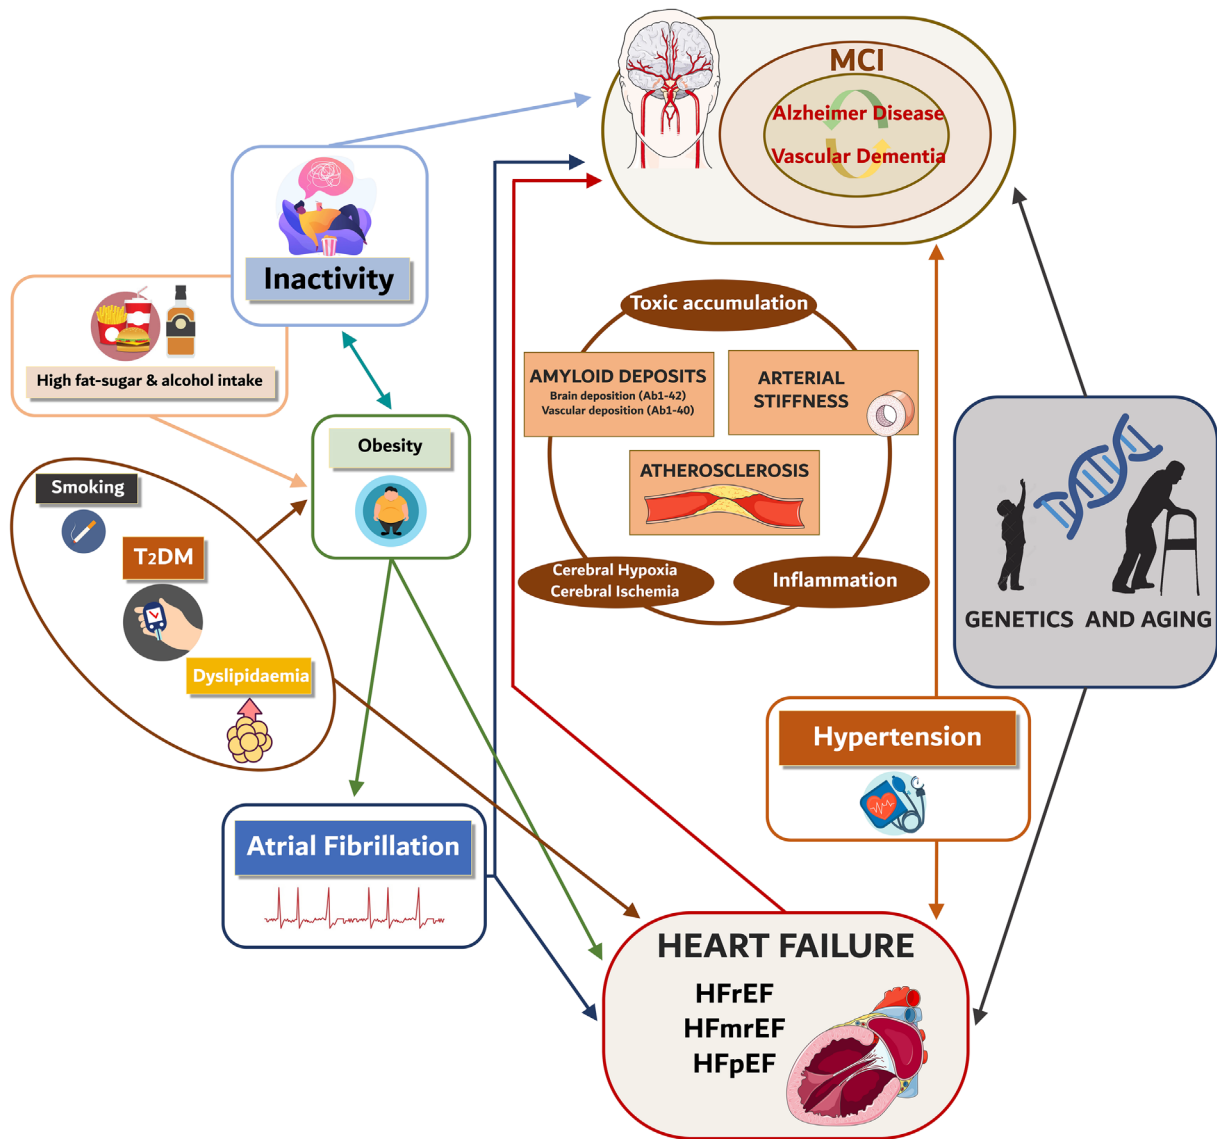 MCI
Alzheimer Disease
Vascular Dementia
Inactivity
High fat-sugar & alcohol intake
Obesity
Smoking
T2DM
Dyslipidaemia
Toxic accumulation
AMYLOID DEPOSITS
Brain deposition (Ab1-42)
Vascular deposition (Ab1-40)
ARTERIAL
STIFFNESS
ATHEROSCLEROSIS
Cerebral Hypoxia
Cerebral Ischemia
Inflammation
GENETICS AND AGING
Hypertension
Atrial Fibrillation
HEART FAILURE
HFrEF
HFmrEF
HFpEF